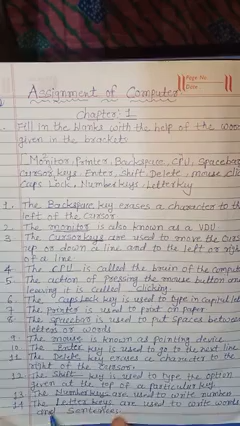 Page No.
Date
Assignment of Computer
Chapter: 1
Fill in the blanks with the help of the
given in the brackets
Monitor, Printer, Backspace, CPU, Spacebar
Cursor keys, Enter, Shift, Delete, mouse
Caps Lock, Number keys, Letter key
1. The Backspace key erases a character to the
left of the cursor
2. The monitor is also known as a VDU
3. The Cursor keys are used to move the
up or down a line and to the left or right
of a line
4. The CPU is called the brain of the
5. The action of pressing the mouse button and
leaving it is called clicking.
6. The Caps Lock key is used to type in capital
7. The Printer is used to print on paper
8. The spacebar is used to put spaces between
letters or words
9. The mouse is known as pointing device
10. The Enter key is used to go to the next line
11. The Delete key erases a character to the
right of the cursor.
12. The Shift key is used to type the option
given at the top of a particular key
13. The Number keys are used to write number
14. The Letter keys are used to write words
and Sentences.